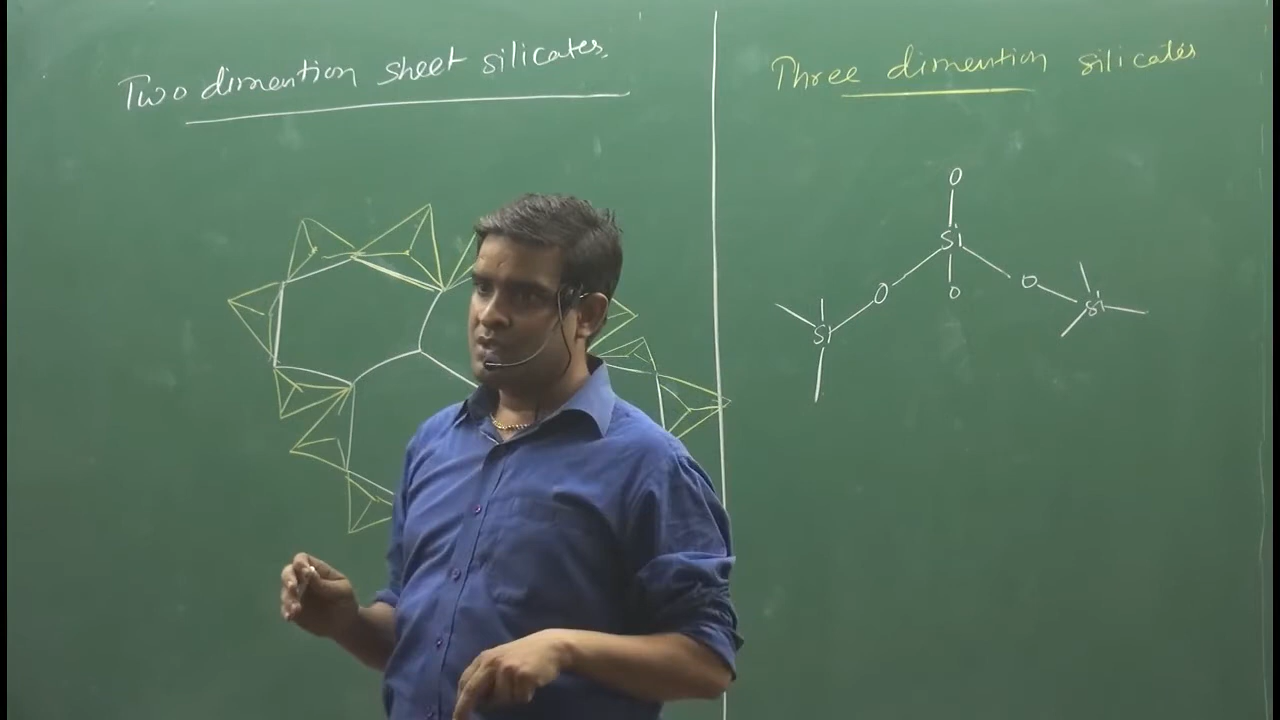 Two dimention sheet silicates.
Three dimention silicates
O
Si
O O O
Si Si